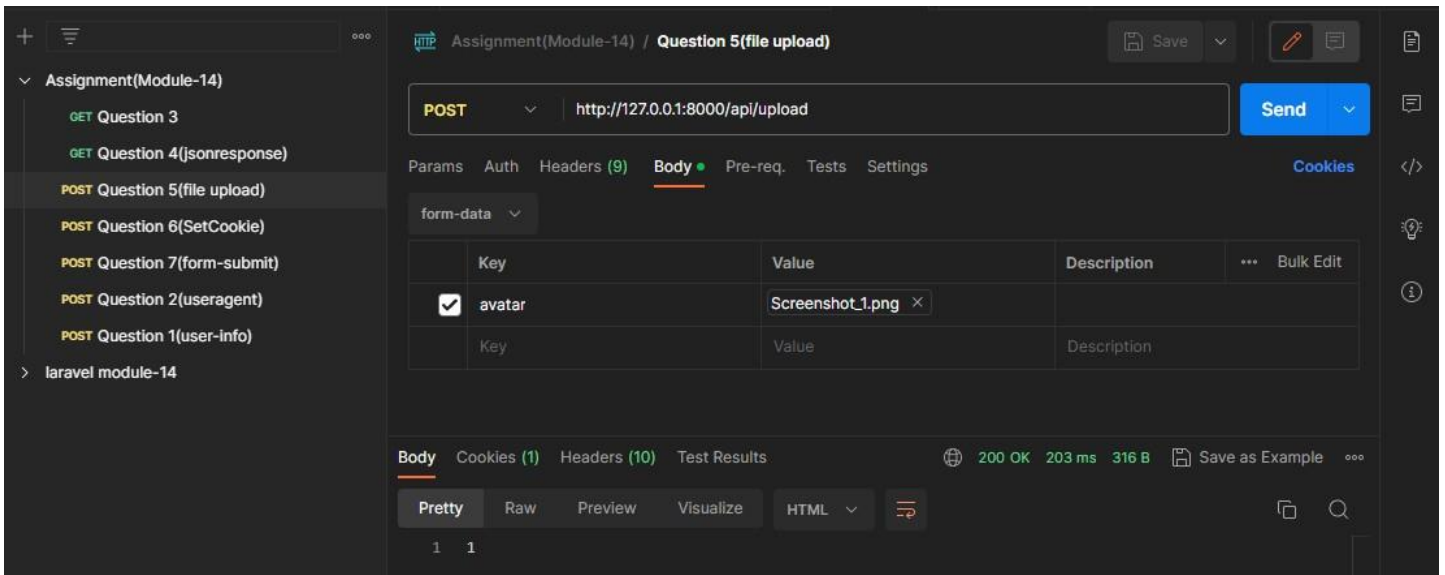 Assignment(Module-14)
GET Question 3
GET Question 4(jsonresponse)
POST Question 5(file upload)
POST Question 6(SetCookie)
POST Question 7(form-submit)
POST Question 2(useragent)
POST Question 1(user-info)
laravel module-14
HTTP Assignment(Module-14) / Question 5(file upload) Save
POST http://127.0.0.1:8000/api/upload Send
Params Auth Headers (9) Body Pre-req. Tests Settings Cookies
form-data
Key Value Description Bulk Edit
avatar Screenshot_1.png
Key Value Description
Body Cookies (1) Headers (10) Test Results 200 OK 203 ms 316 B Save as Example
Pretty Raw Preview Visualize HTML
1 1